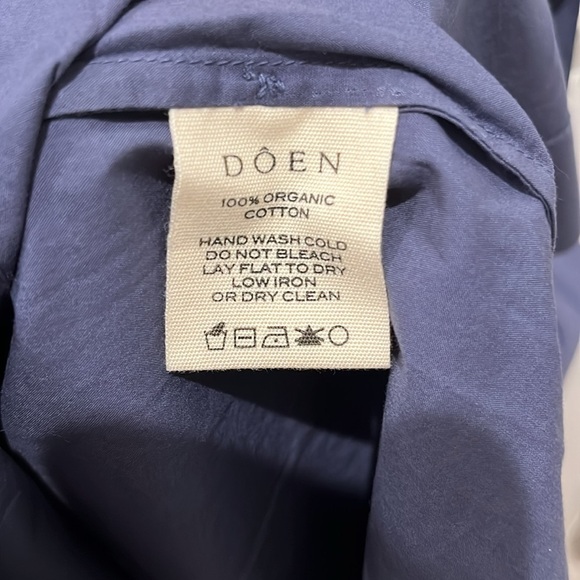 DÔEN
100% ORGANIC
COTTON
HAND WASH COLD
DO NOT BLEACH
LAY FLAT TO DRY
LOW IRON
OR DRY CLEAN